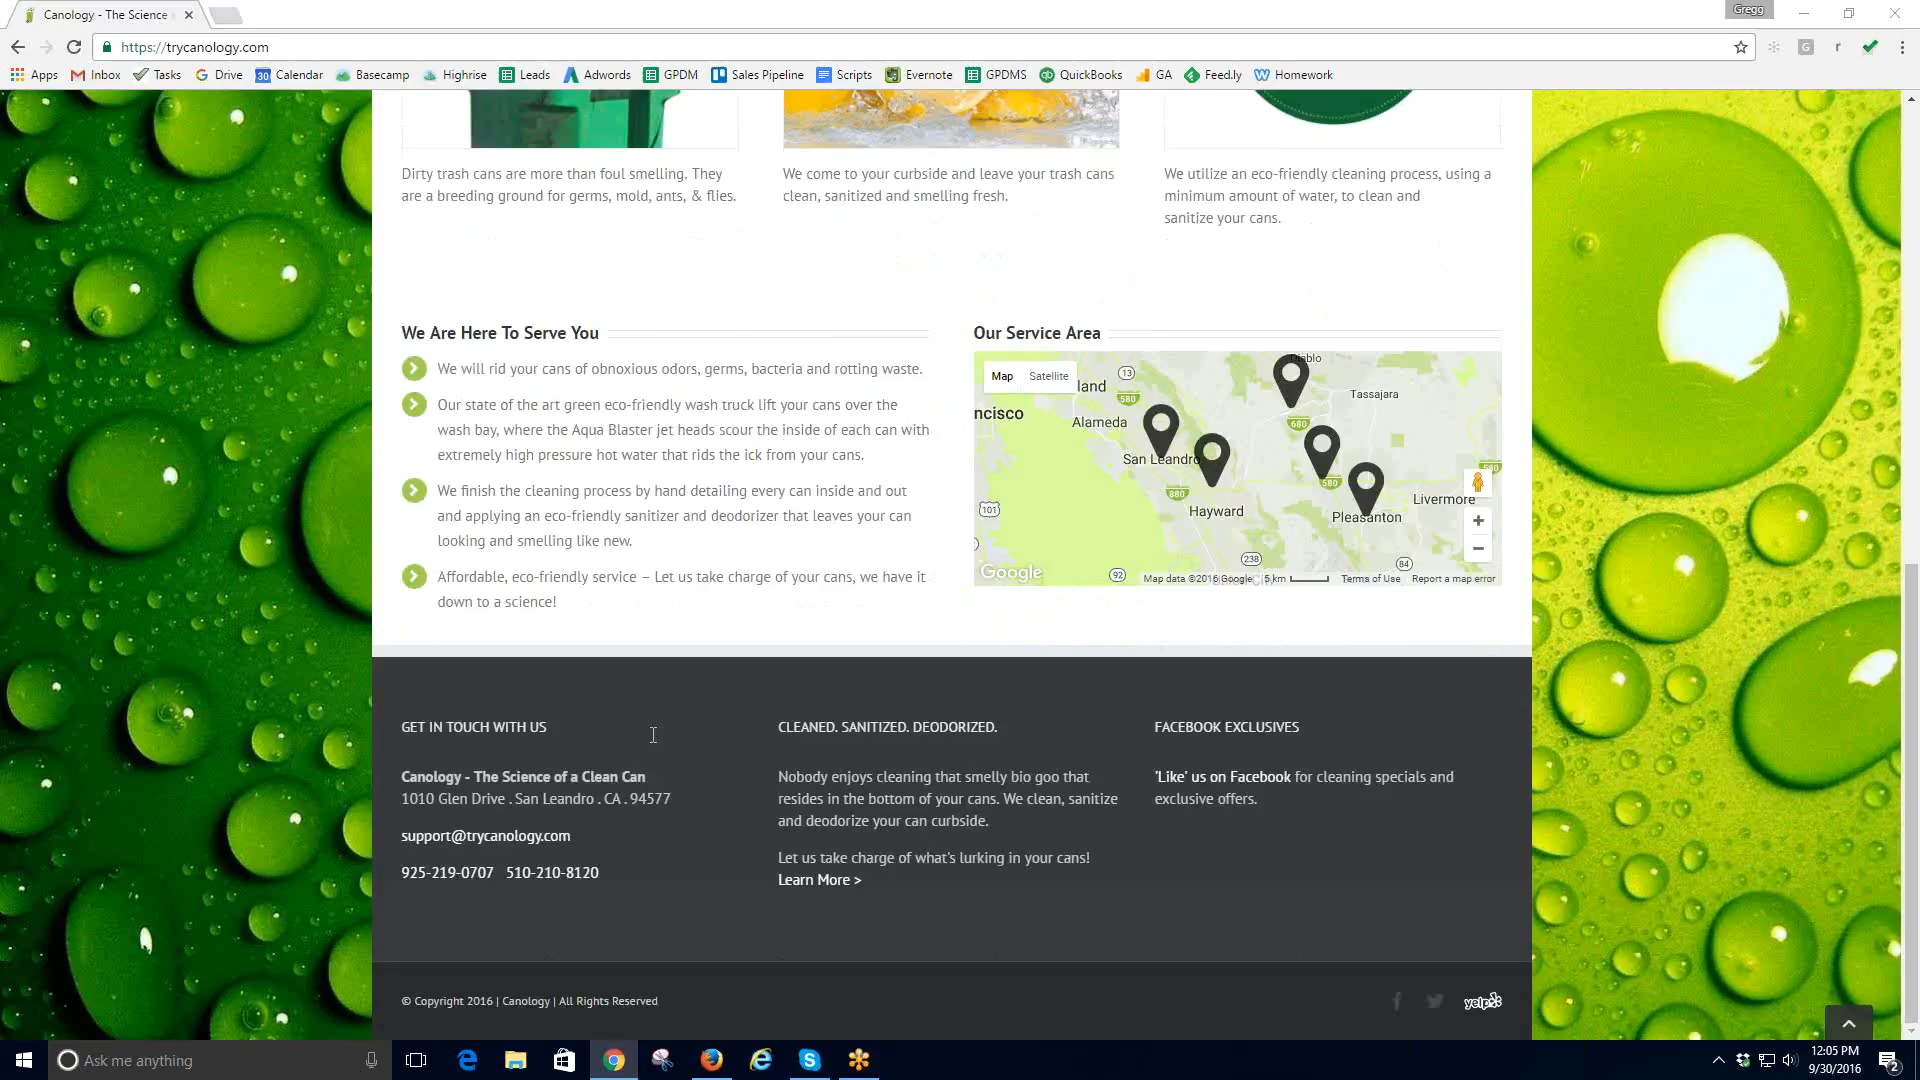 Canology - The Science
Gregg
https://trycanology.com
Apps Inbox Tasks Drive 30 Calendar Basecamp Highrise Leads Adwords GPDM Sales Pipeline Scripts Evernote GPDMS QuickBooks GA Feed.ly Homework
Dirty trash cans are more than foul smelling. They
are a breeding ground for germs, mold, ants, & flies.
We come to your curbside and leave your trash cans
clean, sanitized and smelling fresh.
We utilize an eco-friendly cleaning process, using a
minimum amount of water, to clean and
sanitize your cans.
We Are Here To Serve You
We will rid your cans of obnoxious odors, germs, bacteria and rotting waste.
Our state of the art green eco-friendly wash truck lift your cans over the
wash bay, where the Aqua Blaster jet heads scour the inside of each can with
extremely high pressure hot water that rids the ick from your cans.
We finish the cleaning process by hand detailing every can inside and out
and applying an eco-friendly sanitizer and deodorizer that leaves your can
looking and smelling like new.
Affordable, eco-friendly service – Let us take charge of your cans, we have it
down to a science!
Our Service Area
Map Satellite
Diablo
land
13
580
Tassajara
ncisco
Alameda
680
San Leandro
580
580
880
Livermore
101
Hayward
Pleasanton
238
84
92
Google
Map data ©2016 Google 5 km Terms of Use Report a map error
GET IN TOUCH WITH US
Canology - The Science of a Clean Can
1010 Glen Drive . San Leandro . CA . 94577
support@trycanology.com
925-219-0707 510-210-8120
CLEANED. SANITIZED. DEODORIZED.
Nobody enjoys cleaning that smelly bio goo that
resides in the bottom of your cans. We clean, sanitize
and deodorize your can curbside.
Let us take charge of what's lurking in your cans!
Learn More >
FACEBOOK EXCLUSIVES
'Like' us on Facebook for cleaning specials and
exclusive offers.
© Copyright 2016 | Canology | All Rights Reserved
yelp
Ask me anything
12:05 PM
9/30/2016
2